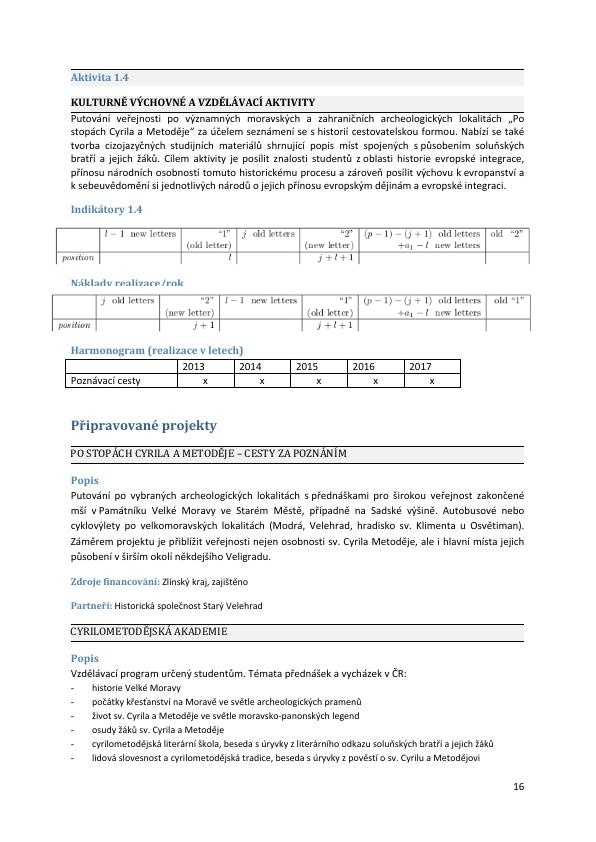 Aktivita 1.4
KULTURNĚ VÝCHOVNÉ A VZDĚLÁVACÍ AKTIVITY
Putování veřejnosti po významných moravských a zahraničních archeologických lokalitách „Po
stopách Cyrila a Metoděje“ za účelem seznámení se s historií cestovatelskou formou. Nabízí se také
tvorba cizojazyčných studijních materiálů shrnující popis míst spojených s působením soluňských
bratří a jejich žáků. Cílem aktivity je posílit znalosti studentů z oblasti historie evropské integrace,
přínosu národních osobností tomuto historickému procesu a zároveň posílit výchovu k evropanství a
k sebeuvědomění si jednotlivých národů o jejich přínosu evropským dějinám a evropské integraci.
Indikátory 1.4
l − 1 new letters “1” j old letters “2” (p − 1) − (j + 1) old letters old “2”
(old letter) (new letter) +a₁ − l new letters
position l j + l + 1
Náklady realizace/rok
j old letters “2” l − 1 new letters “1” (p − 1) − (j + 1) old letters old “1”
(new letter) (old letter) +a₁ − l new letters
position j + 1 j + l + 1
Harmonogram (realizace v letech)
2013 2014 2015 2016 2017
Poznávací cesty x x x x x
Připravované projekty
PO STOPÁCH CYRILA A METODĚJE – CESTY ZA POZNÁNÍM
Popis
Putování po vybraných archeologických lokalitách s přednáškami pro širokou veřejnost zakončené
mší v Památníku Velké Moravy ve Starém Městě, případně na Sadské výšině. Autobusové nebo
cyklovýlety po velkomoravských lokalitách (Modrá, Velehrad, hradisko sv. Klimenta u Osvětiman).
Záměrem projektu je přiblížit veřejnosti nejen osobnosti sv. Cyrila Metoděje, ale i hlavní místa jejich
působení v širším okolí někdejšího Veligradu.
Zdroje financování: Zlínský kraj, zajištěno
Partneři: Historická společnost Starý Velehrad
CYRILOMETODĚJSKÁ AKADEMIE
Popis
Vzdělávací program určený studentům. Témata přednášek a vycházek v ČR:
- historie Velké Moravy
- počátky křesťanství na Moravě ve světle archeologických pramenů
- život sv. Cyrila a Metoděje ve světle moravsko-panonských legend
- osudy žáků sv. Cyrila a Metoděje
- cyrilometodějská literární škola, beseda s úryvky z literárního odkazu soluňských bratří a jejich žáků
- lidová slovesnost a cyrilometodějská tradice, beseda s úryvky z pověstí o sv. Cyrilu a Metodějovi
16